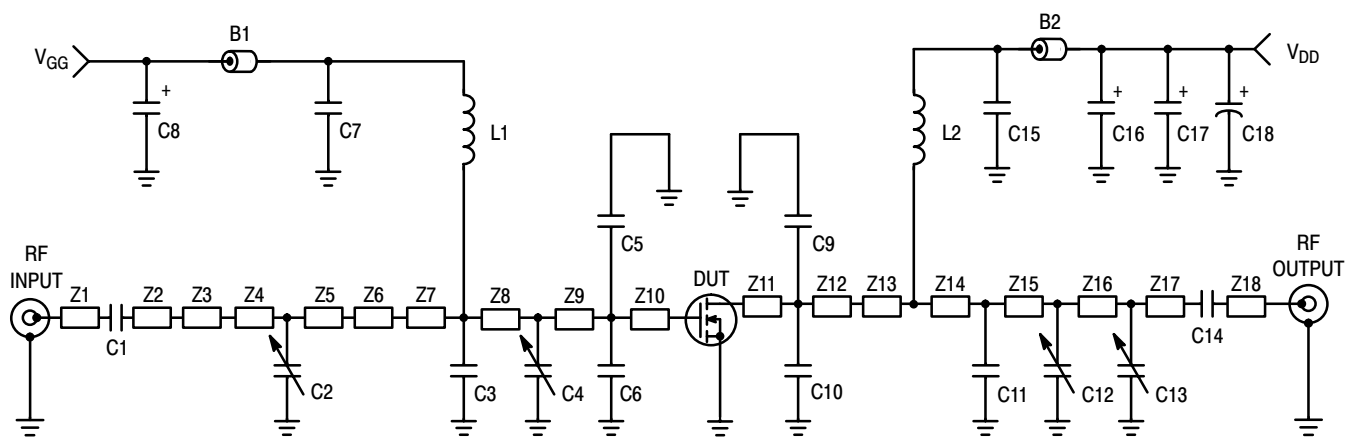 B1
B2
V_GG
V_DD
+
C8
C7
L1
L2
C15
+
C16
+
C17
+
C18
C5
C9
RF
INPUT
RF
OUTPUT
DUT
Z1
Z2
Z3
Z4
Z5
Z6
Z7
Z8
Z9
Z10
Z11
Z12
Z13
Z14
Z15
Z16
Z17
Z18
C1
C14
C2
C3
C4
C6
C10
C11
C12
C13